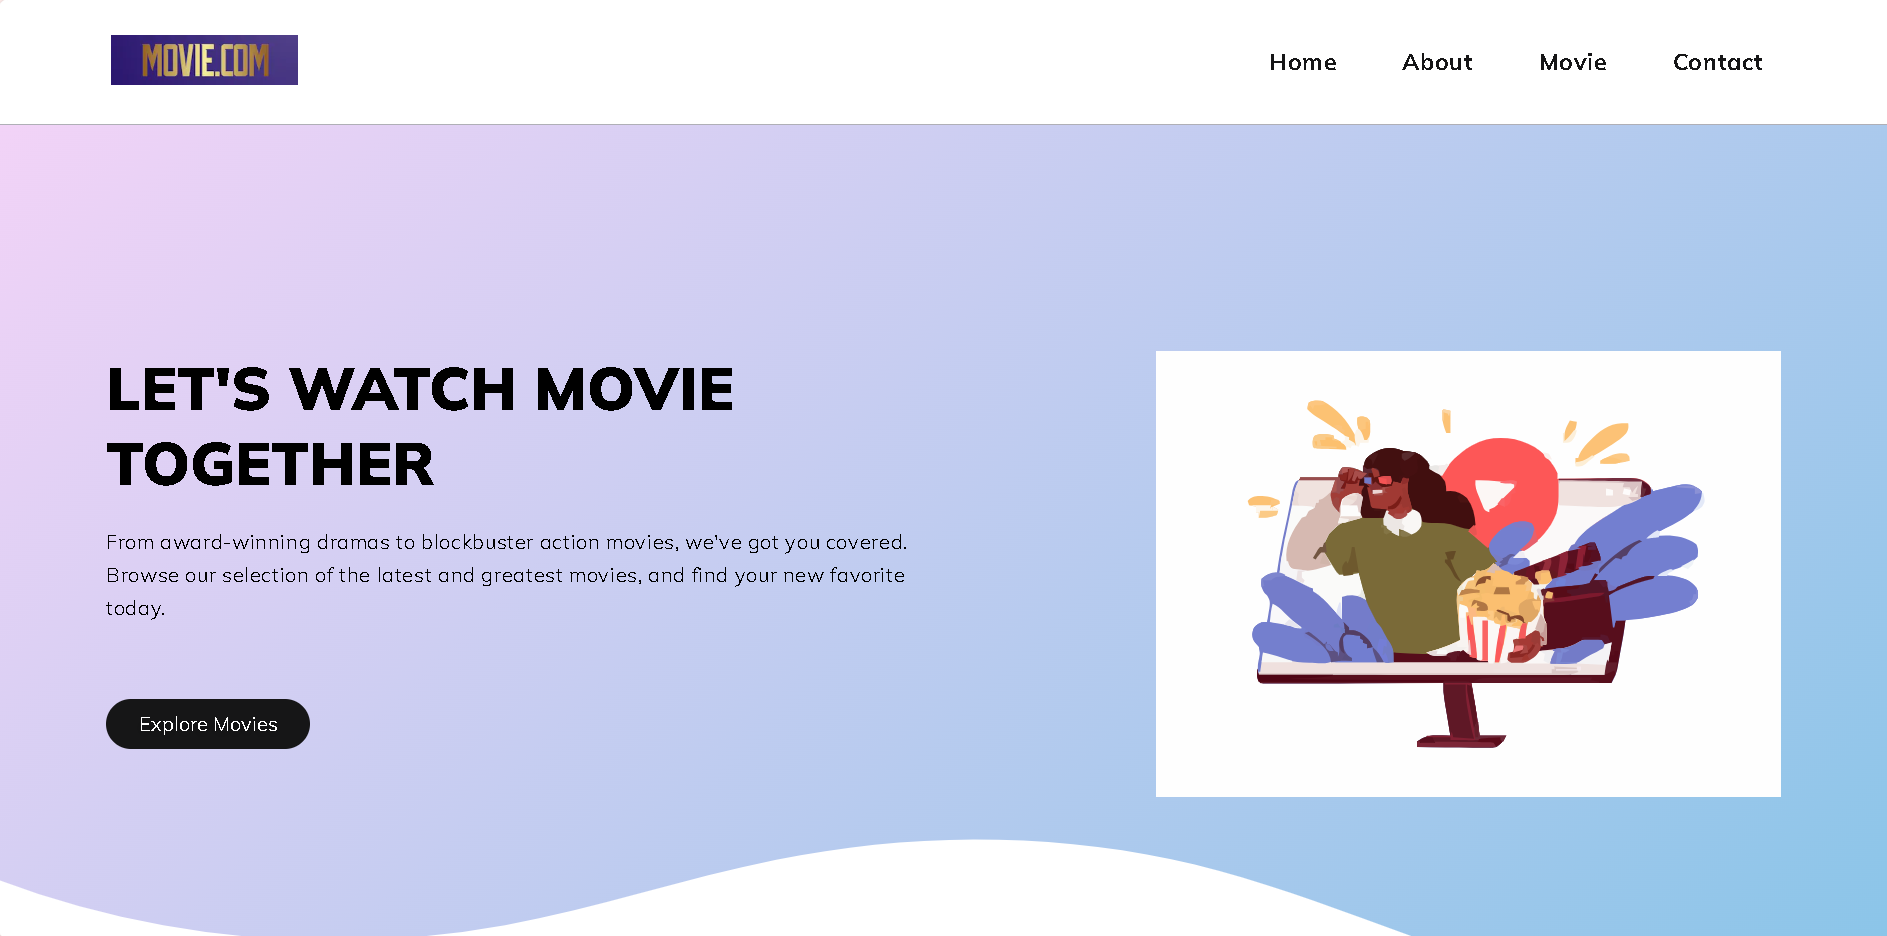 MOVIE.COM
Home About Movie Contact
LET'S WATCH MOVIE
TOGETHER
From award-winning dramas to blockbuster action movies, we've got you covered.
Browse our selection of the latest and greatest movies, and find your new favorite
today.
Explore Movies